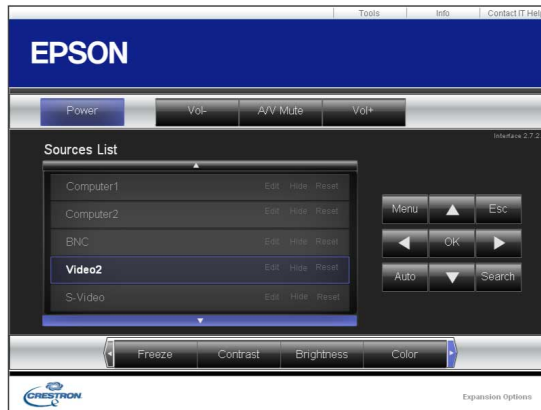 Tools Info Contact IT Hel
EPSON
Power Vol- A/V Mute Vol+
Interface 2.7.2
Sources List
Computer1 Edit Hide Reset
Computer2 Edit Hide Reset
BNC Edit Hide Reset
Video2 Edit Hide Reset
S-Video Edit Hide Reset
Menu Esc
OK
Auto Search
Freeze Contrast Brightness Color
CRESTRON
Expansion Options